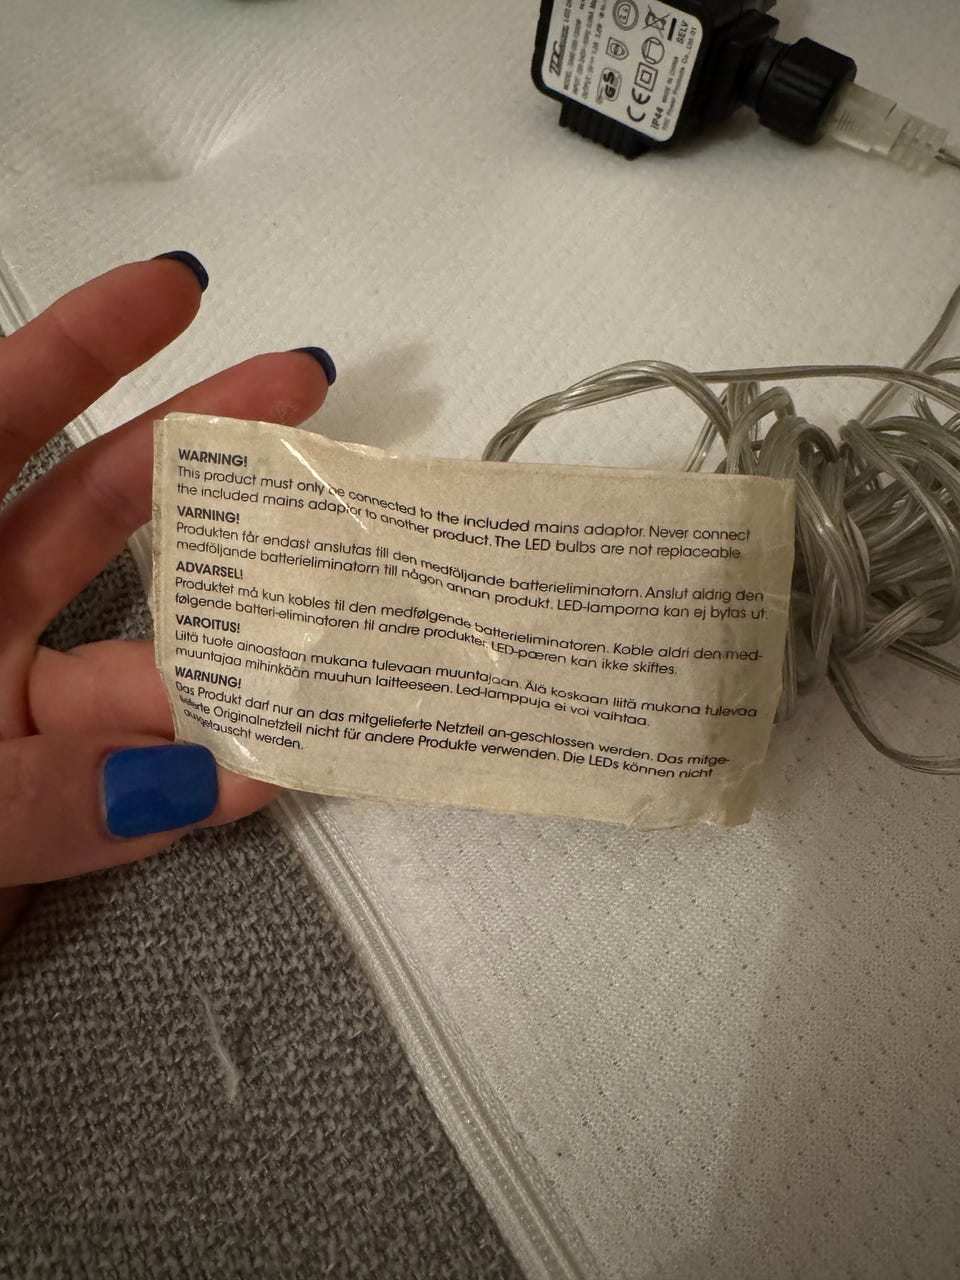 SELV
GS
CE
IP44
WARNING!
This product must only be connected to the included mains adaptor. Never connect
the included mains adaptor to another product. The LED bulbs are not replaceable.
VARNING!
Produkten får endast anslutas till den medföljande batterieliminatorn. Anslut aldrig den
medföljande batterieliminatorn till någon annan produkt. LED-lamporna kan ej bytas ut.
ADVARSEL!
Produktet må kun kobles til den medfølgende batterieliminatoren. Koble aldri den med-
følgende batteri-eliminatoren til andre produkter. LED-pæren kan ikke skiftes.
VAROITUS!
Liitä tuote ainoastaan mukana tulevaan muuntajaan. Älä koskaan liitä mukana tulevaa
muuntajaa mihinkään muuhun laitteeseen. Led-lamppuja ei voi vaihtaa.
WARNUNG!
Das Produkt darf nur an das mitgelieferte Netzteil an-geschlossen werden. Das mitge-
lieferte Originalnetzteil nicht für andere Produkte verwenden. Die LEDs können nicht
ausgetauscht werden.